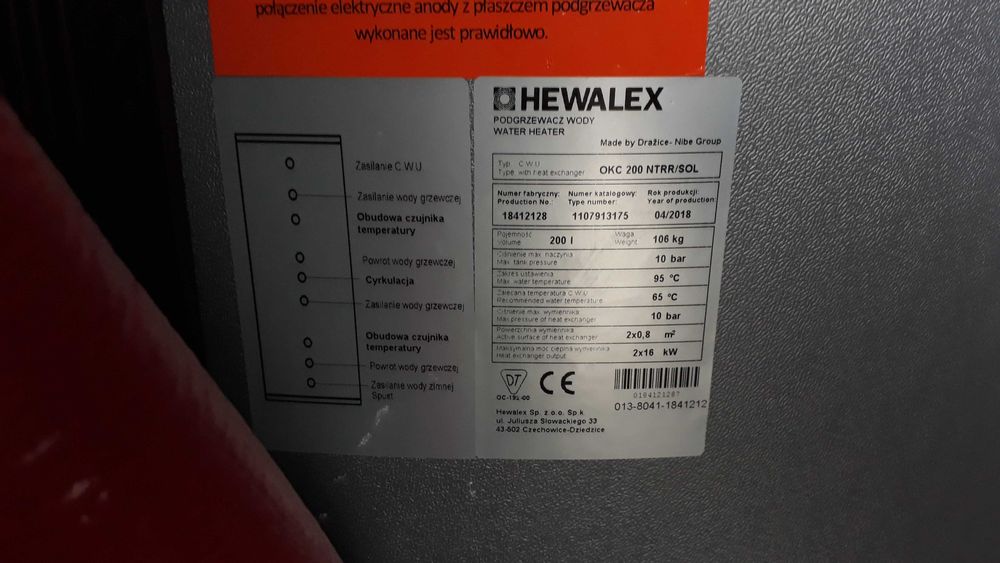 połączenie elektryczne anody z płaszczem podgrzewacza
wykonane jest prawidłowo.
Zasilanie C.W.U
Zasilanie wody grzewczej
Obudowa czujnika
temperatury
Powrot wody grzewczej
Cyrkulacja
Zasilanie wody grzewczej
Obudowa czujnika
temperatury
Powrot wody grzewczej
Zasilanie wody zimnej
Spust
HEWALEX
PODGRZEWACZ WODY
WATER HEATER
Made by Dražice- Nibe Group
Typ. C.W.U
Type. with heat exchanger OKC 200 NTRR/SOL
Numer fabryczny: Numer katalogowy: Rok produkcji:
Production No.: Type number: Year of production:
18412128 1107913175 04/2018
Pojemność Waga
Volume 200 l Weight 106 kg
Ciśnienie max. naczynia
Max. tank pressure 10 bar
Zakres ustawienia
Max. water temperature 95 °C
Zalecana temperatura C.W.U
Recommended water temperature 65 °C
Ciśnienie max. wymiennika
Max pressure of heat exchanger 10 bar
Powierzchnia wymiennika
Active surface of heat exchanger 2x0,8 m²
Maksymalna moc cieplna wymiennika
Heat exchanger output 2x16 kW
DT
CE
0184121287
013-8041-1841212
Hewalex Sp. z.o.o. Sp.k.
ul. Juliusza Słowackiego 33
43-502 Czechowice-Dziedzice